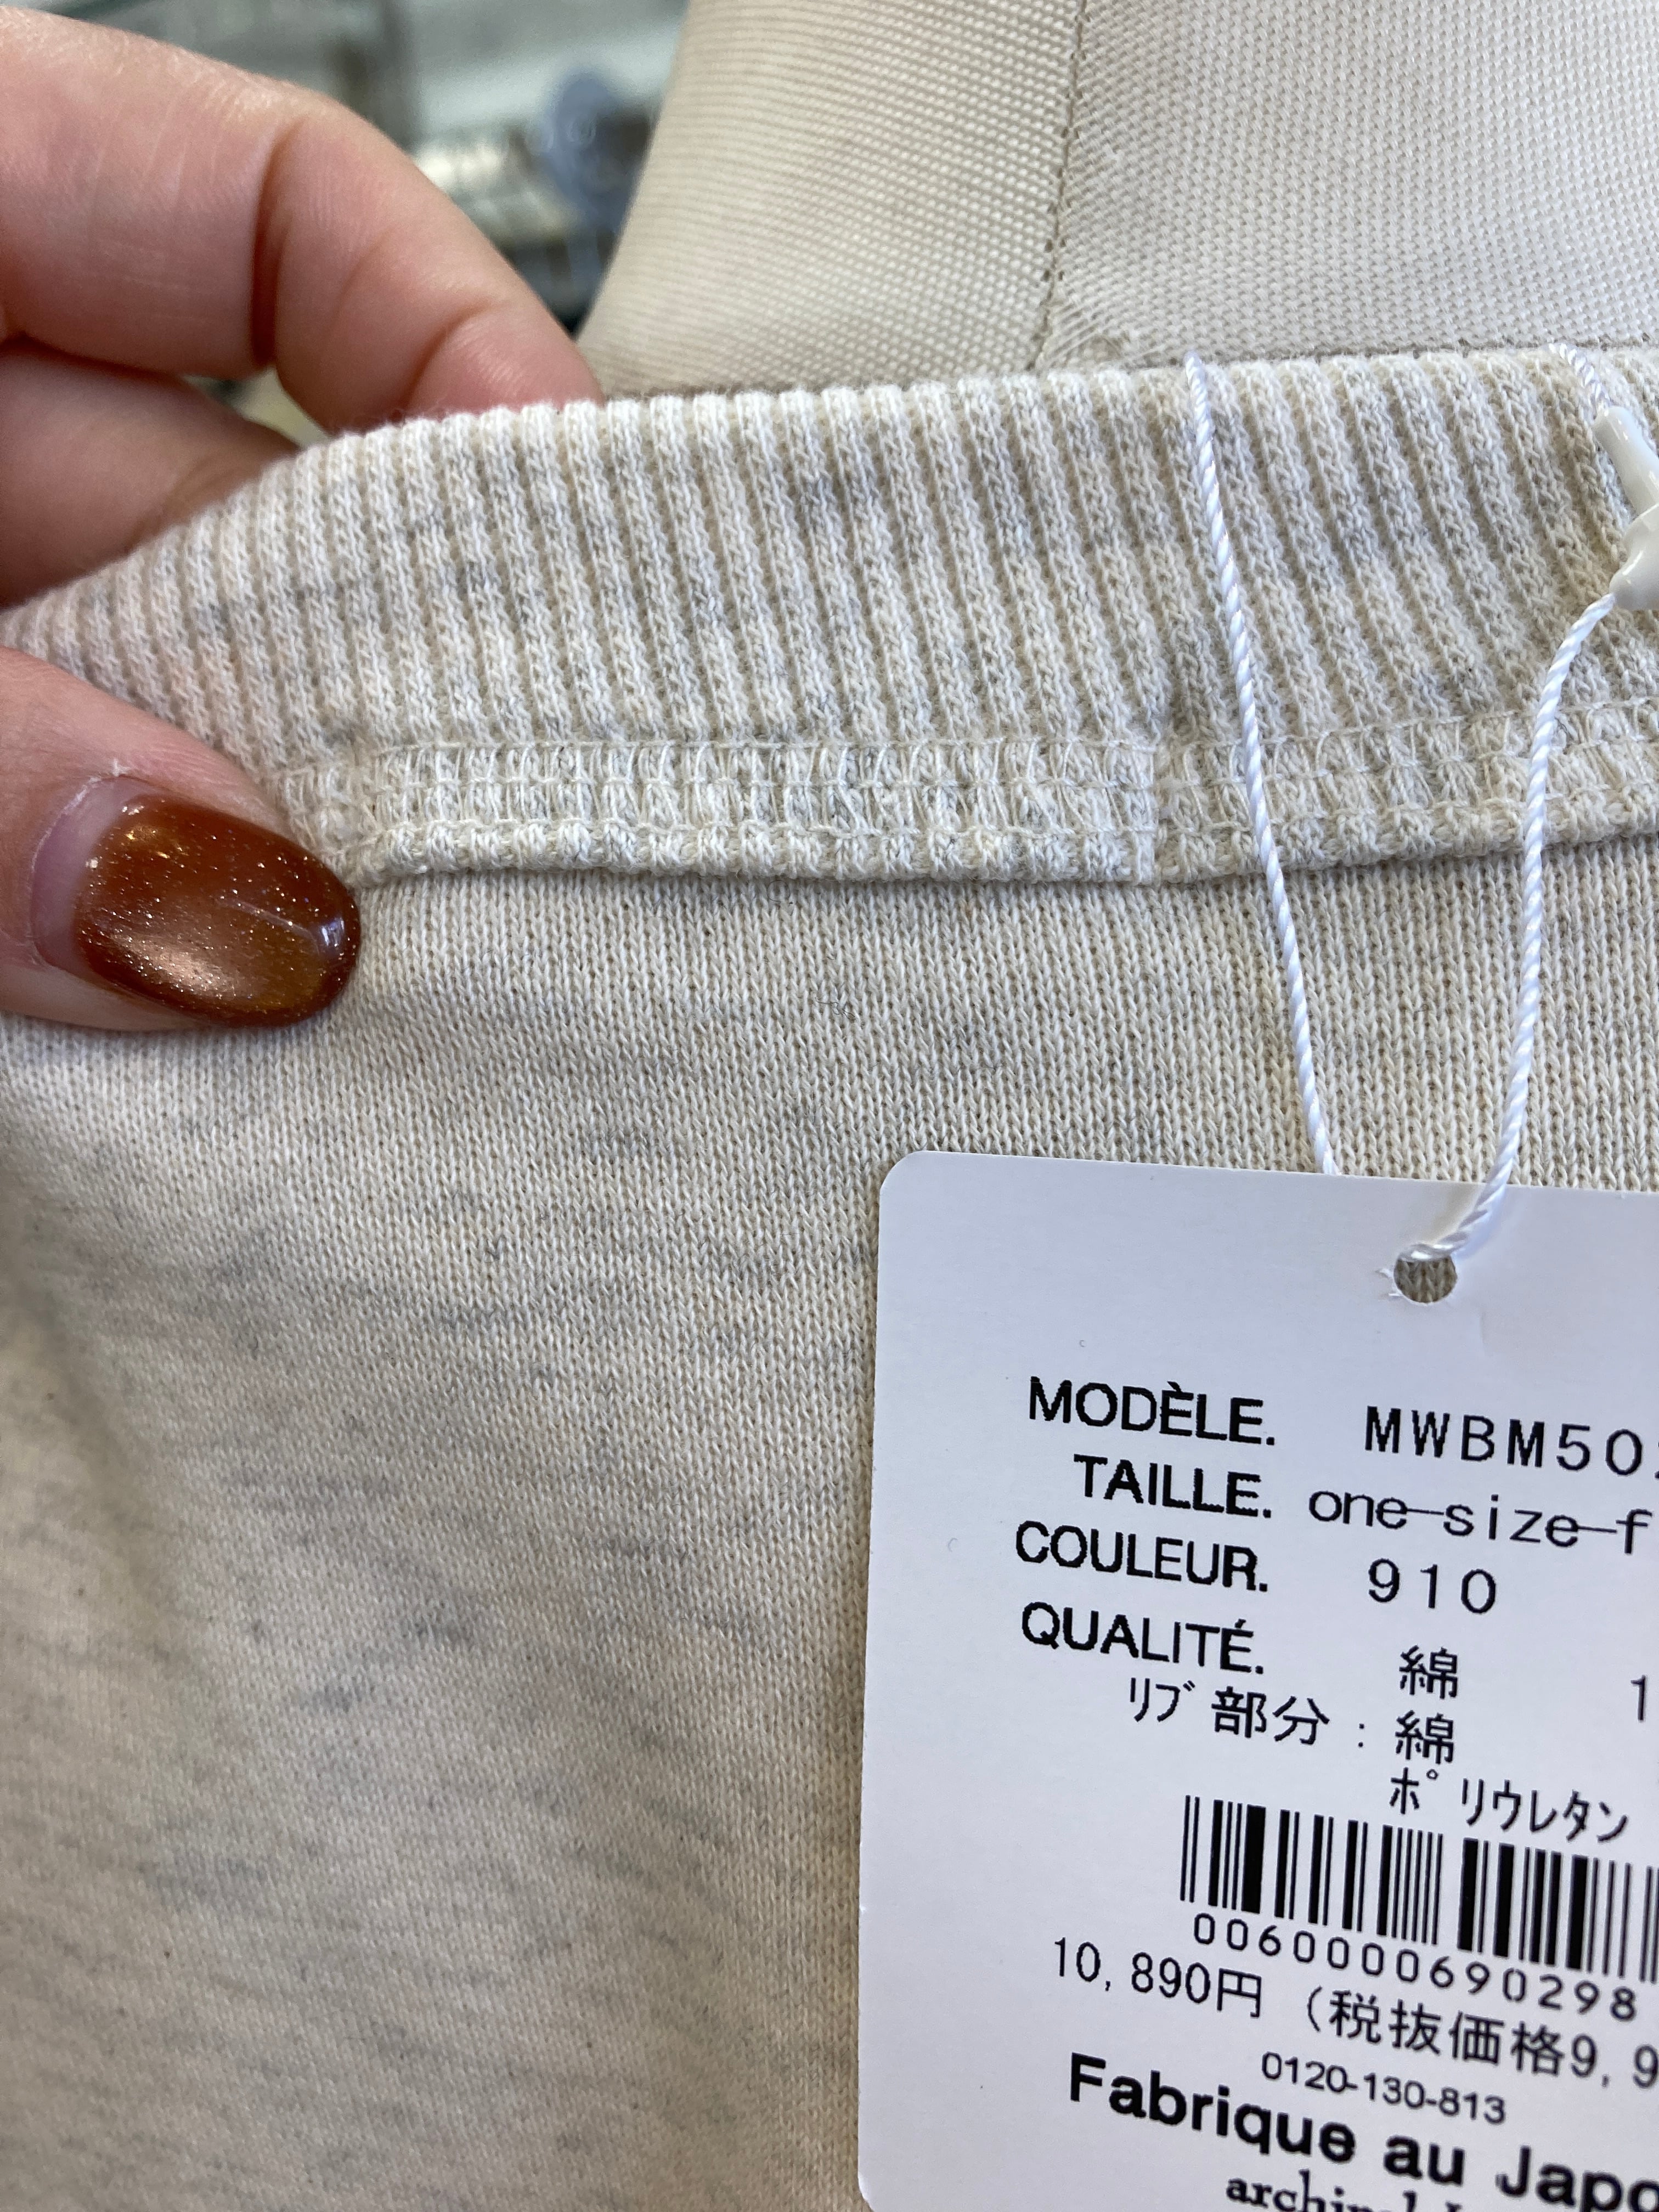 MODÈLE. MWBM50
TAILLE. one-size-f
COULEUR. 910
QUALITÉ. 綿 1
リブ部分：綿
ポリウレタン
0060000690298
10,890円（税抜価格9,9
0120-130-813
Fabrique au Japo
archipel